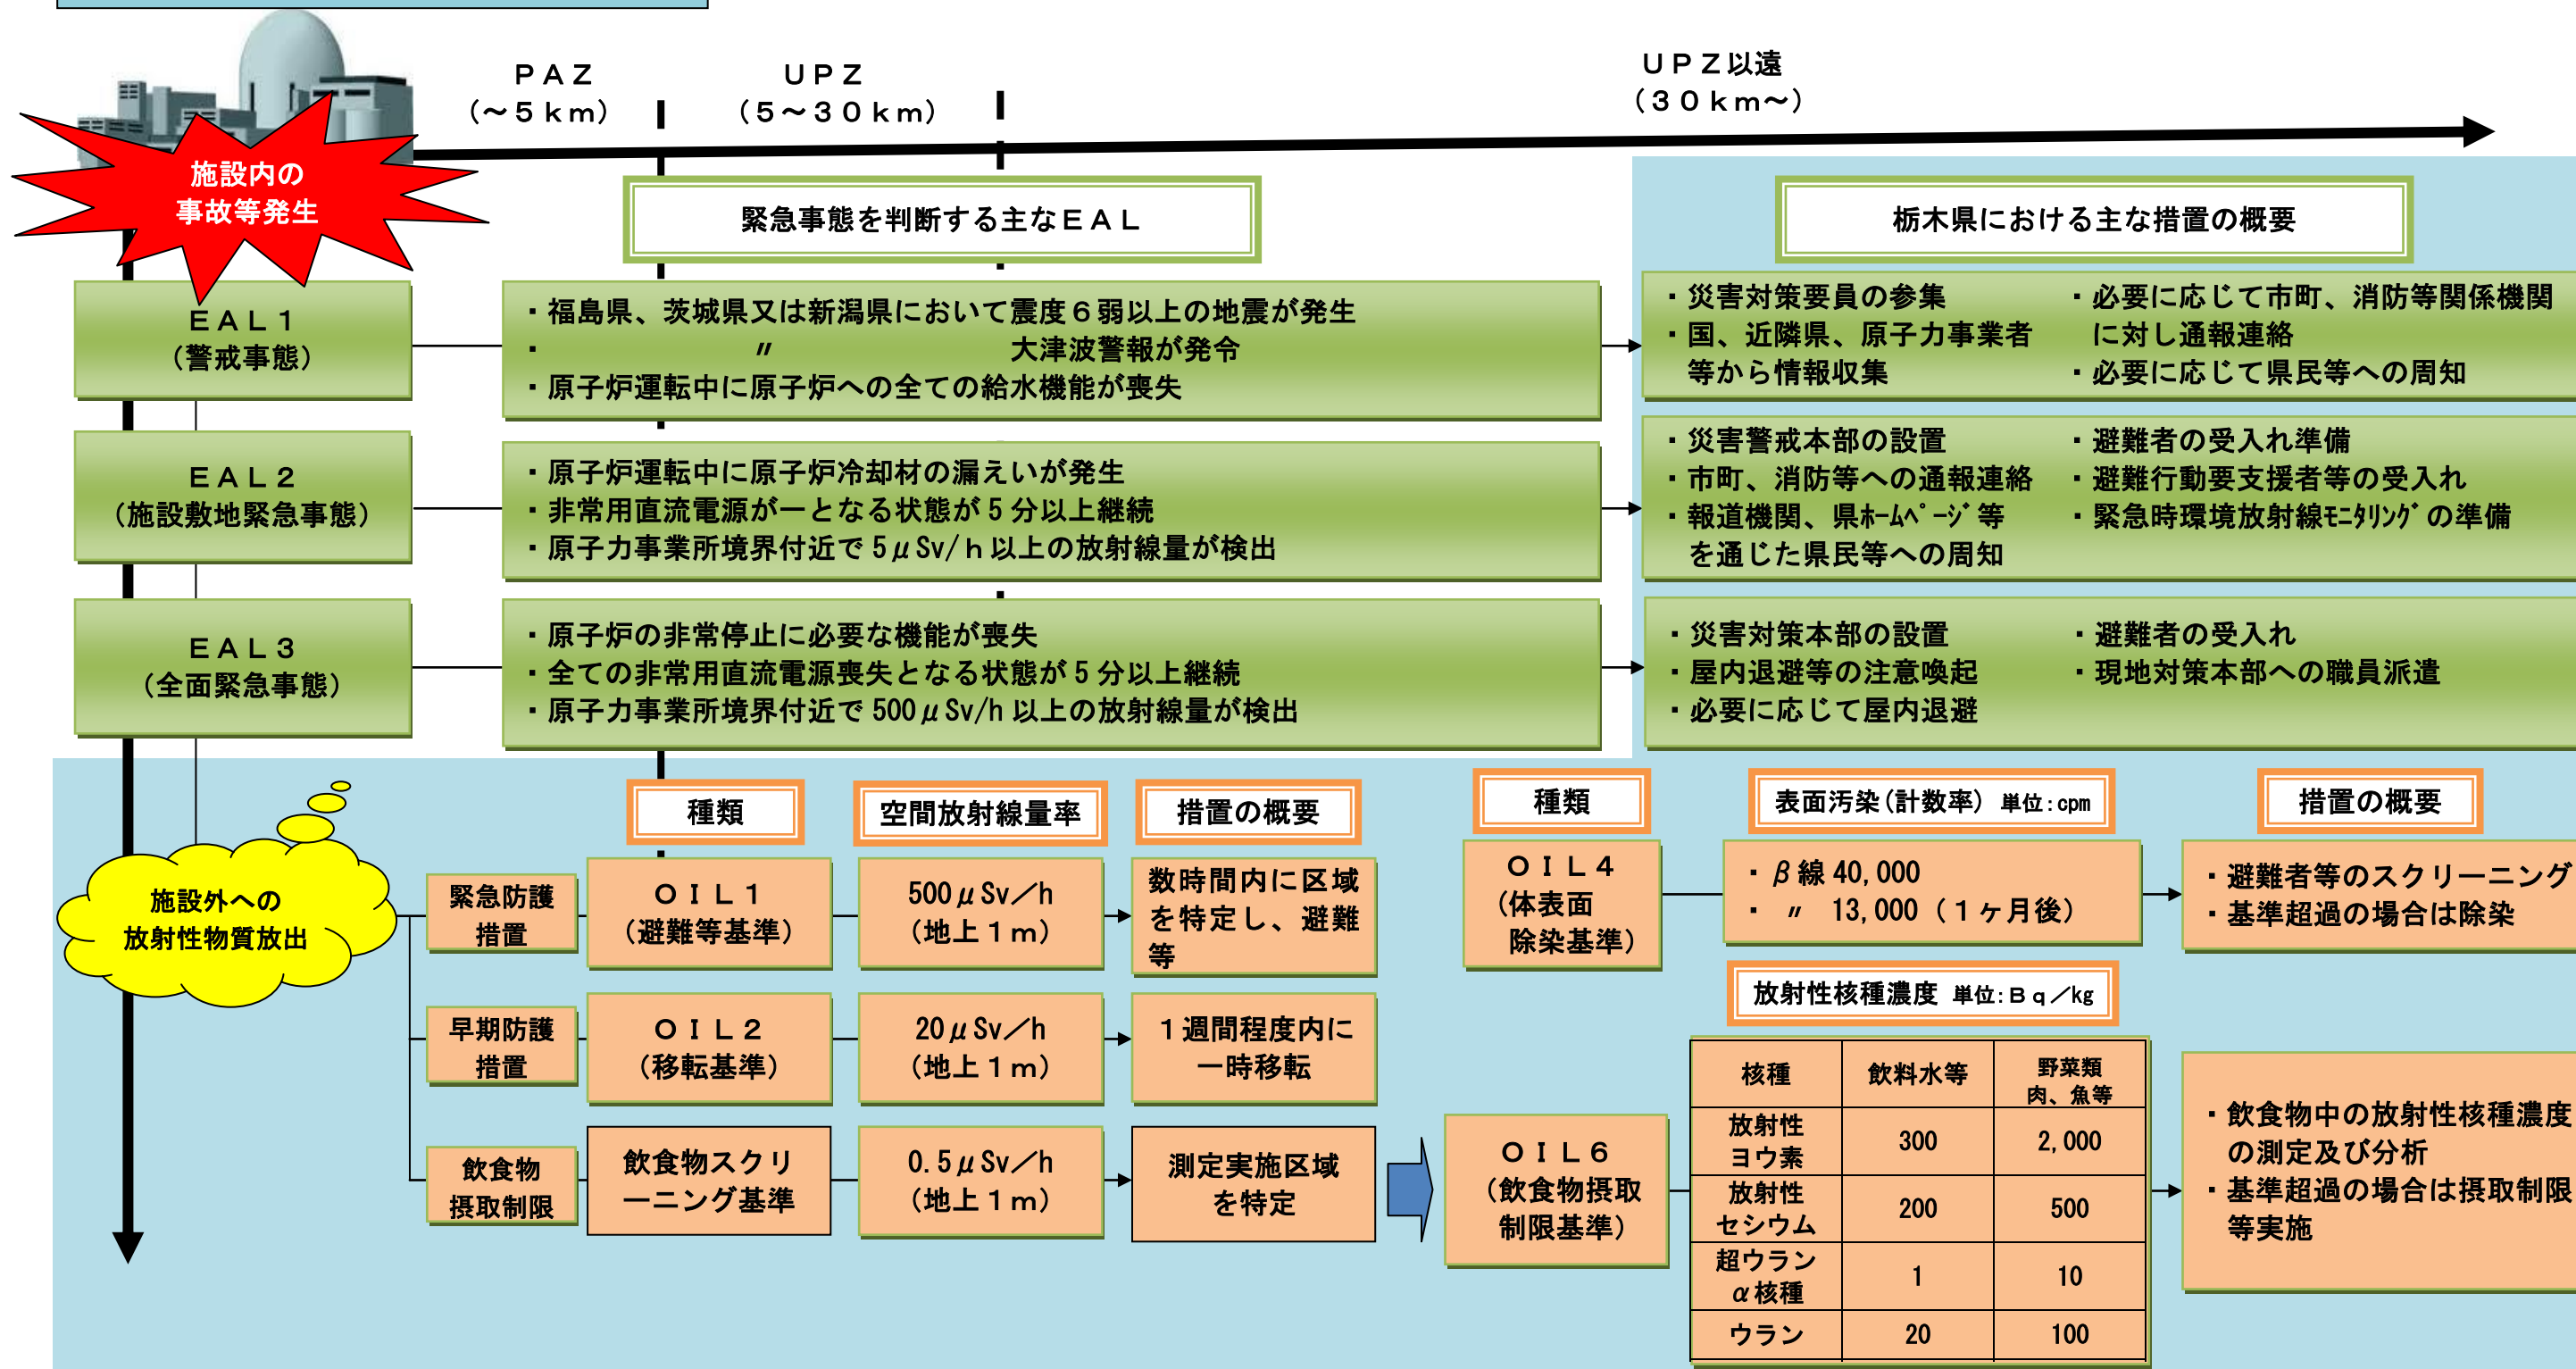 ＰＡＺ
（～５ｋｍ）
ＵＰＺ
（５～３０ｋｍ）
ＵＰＺ以遠
（３０ｋｍ～）
施設内の
事故等発生
緊急事態を判断する主なＥＡＬ
栃木県における主な措置の概要
ＥＡＬ１
（警戒事態）
・福島県、茨城県又は新潟県において震度６弱以上の地震が発生
・　　　　　　　〃　　　　　　　　大津波警報が発令
・原子炉運転中に原子炉への全ての給水機能が喪失
・災害対策要員の参集
・国、近隣県、原子力事業者
等から情報収集
・必要に応じて市町、消防等関係機関
に対し通報連絡
・必要に応じて県民等への周知
ＥＡＬ２
（施設敷地緊急事態）
・原子炉運転中に原子炉冷却材の漏えいが発生
・非常用直流電源が一となる状態が５分以上継続
・原子力事業所境界付近で５μSv/ｈ以上の放射線量が検出
・災害警戒本部の設置
・市町、消防等への通報連絡
・報道機関、県ﾎｰﾑﾍﾟｰｼﾞ等
を通じた県民等への周知
・避難者の受入れ準備
・避難行動要支援者等の受入れ
・緊急時環境放射線ﾓﾆﾀﾘﾝｸﾞの準備
ＥＡＬ３
（全面緊急事態）
・原子炉の非常停止に必要な機能が喪失
・全ての非常用直流電源喪失となる状態が５分以上継続
・原子力事業所境界付近で 500μSv/h 以上の放射線量が検出
・災害対策本部の設置
・屋内退避等の注意喚起
・必要に応じて屋内退避
・避難者の受入れ
・現地対策本部への職員派遣
施設外への
放射性物質放出
種類
空間放射線量率
措置の概要
緊急防護
措置
ＯＩＬ１
（避難等基準）
500μSv／h
（地上１ｍ）
数時間内に区域
を特定し、避難
等
早期防護
措置
ＯＩＬ２
（移転基準）
20μSv／h
（地上１ｍ）
１週間程度内に
一時移転
飲食物
摂取制限
飲食物スクリ
ーニング基準
0.5μSv／h
（地上１ｍ）
測定実施区域
を特定
種類
表面汚染（計数率） 単位：cpm
措置の概要
ＯＩＬ４
（体表面
除染基準）
・β線 40,000
・ 〃 13,000（１ヶ月後）
・避難者等のスクリーニング
・基準超過の場合は除染
放射性核種濃度 単位：Ｂｑ／㎏
ＯＩＬ６
（飲食物摂取
制限基準）
核種 飲料水等 野菜類
肉、魚等
放射性
ヨウ素 300 2,000
放射性
セシウム 200 500
超ウラン
α核種 1 10
ウラン 20 100
・飲食物中の放射性核種濃度
の測定及び分析
・基準超過の場合は摂取制限
等実施